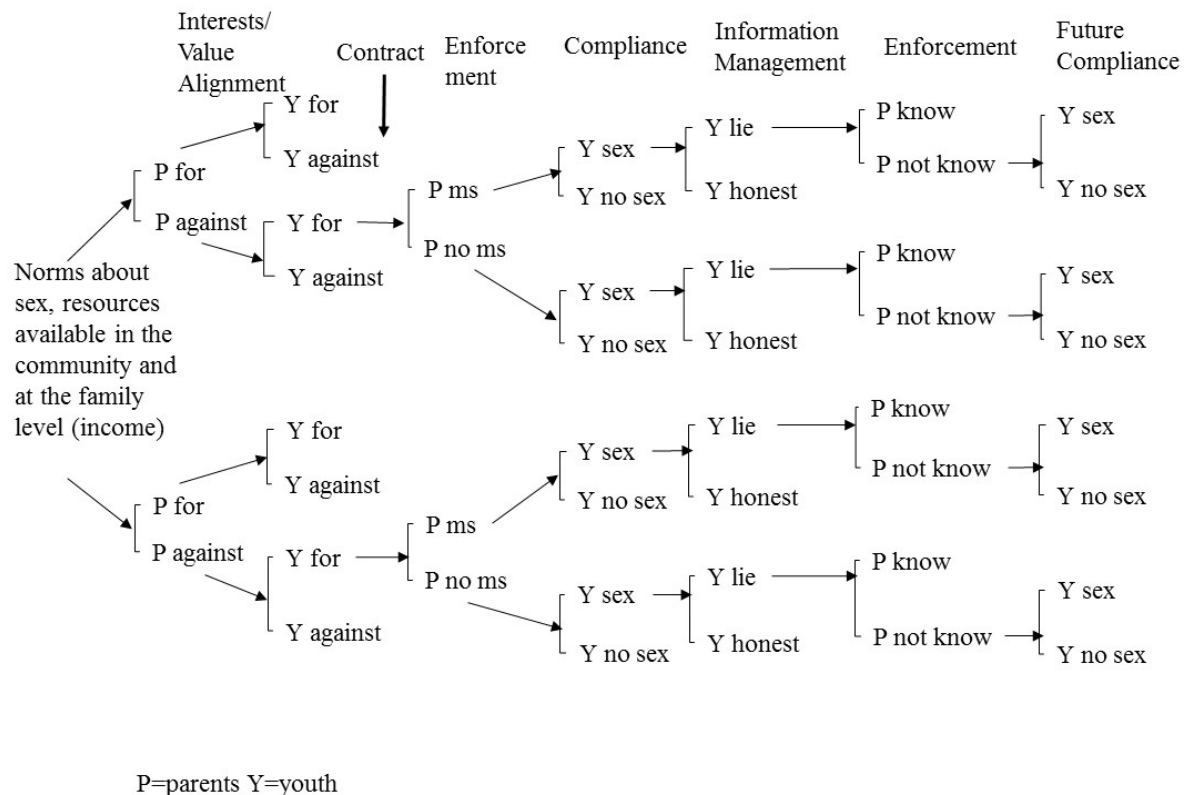 Interests/
Value
Alignment
Contract
Enforce
ment
Compliance
Information
Management
Enforcement
Future
Compliance
Y for
Y against
P for
P against
Y for
Y against
P ms
P no ms
Y sex
Y no sex
Y lie
Y honest
P know
P not know
Y sex
Y no sex
Y sex
Y no sex
Y lie
Y honest
P know
P not know
Y sex
Y no sex
Norms about
sex, resources
available in the
community and
at the family
level (income)
Y for
Y against
P for
P against
Y for
Y against
P ms
P no ms
Y sex
Y no sex
Y lie
Y honest
P know
P not know
Y sex
Y no sex
Y sex
Y no sex
Y lie
Y honest
P know
P not know
Y sex
Y no sex
P=parents Y=youth